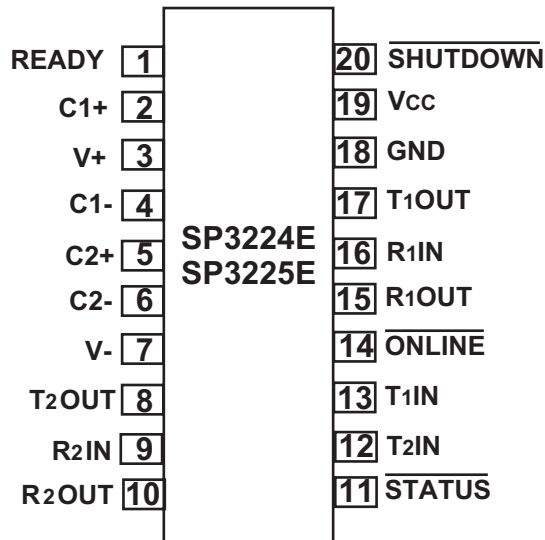 READY 1
C1+ 2
V+ 3
C1- 4
C2+ 5
C2- 6
V- 7
T2OUT 8
R2IN 9
R2OUT 10
SP3224E
SP3225E
20 SHUTDOWN
19 VCC
18 GND
17 T1OUT
16 R1IN
15 R1OUT
14 ONLINE
13 T1IN
12 T2IN
11 STATUS